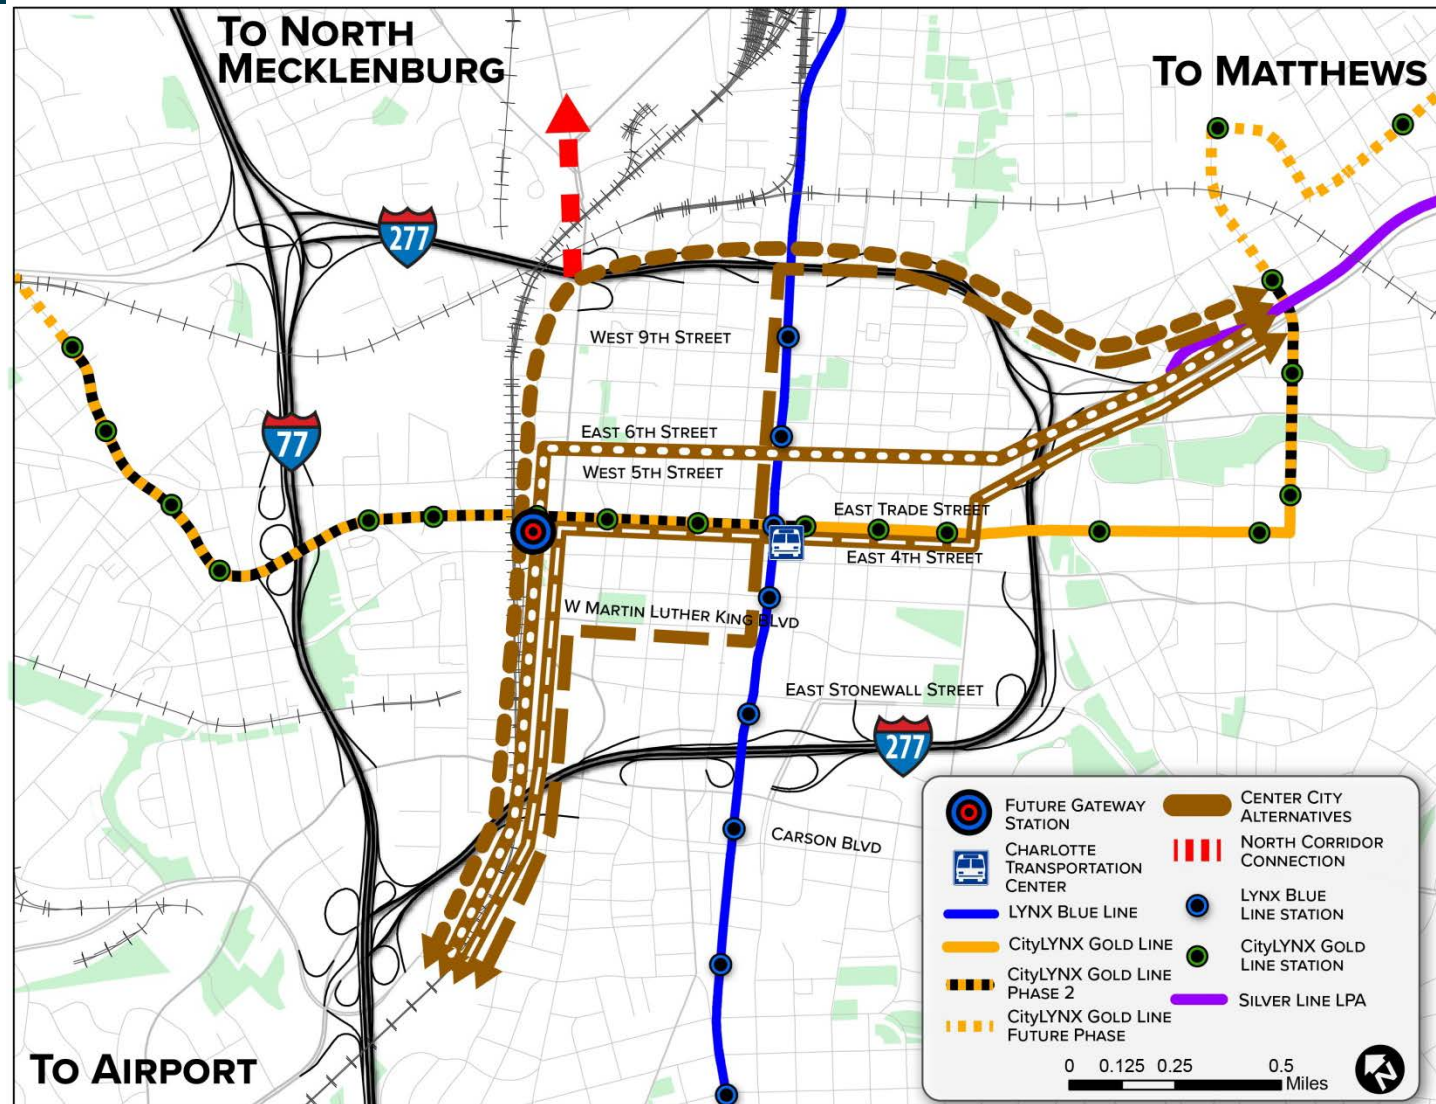 TO NORTH
MECKLENBURG
TO MATTHEWS
277
WEST 9TH STREET
77
EAST 6TH STREET
WEST 5TH STREET
EAST TRADE STREET
EAST 4TH STREET
W MARTIN LUTHER KING BLVD
EAST STONEWALL STREET
277
CARSON BLVD
TO AIRPORT
FUTURE GATEWAY
STATION
CHARLOTTE
TRANSPORTATION
CENTER
LYNX BLUE LINE
CITYLYNX GOLD LINE
CITYLYNX GOLD LINE
PHASE 2
CITYLYNX GOLD LINE
FUTURE PHASE
CENTER CITY
ALTERNATIVES
NORTH CORRIDOR
CONNECTION
LYNX BLUE
LINE STATION
CITYLYNX GOLD
LINE STATION
SILVER LINE LPA
0 0.125 0.25 0.5
Miles
N